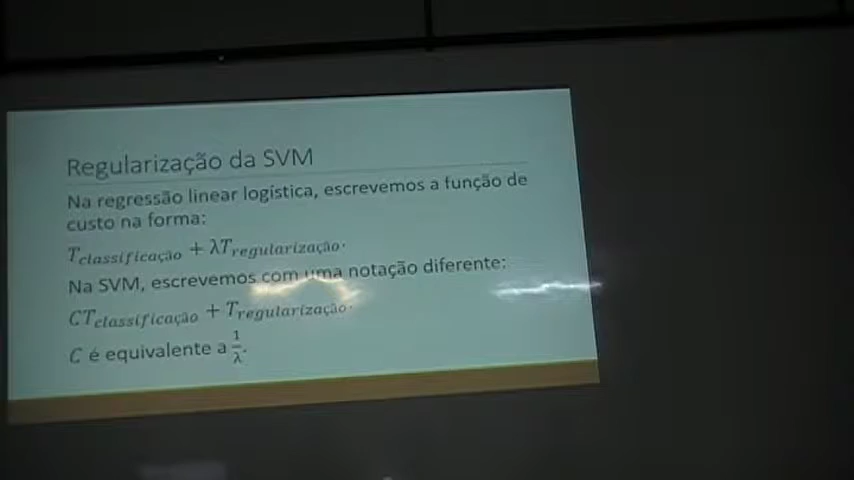 Regularização da SVM
Na regressão linear logística, escrevemos a função de
custo na forma:
T_classificação + λT_regularização.
Na SVM, escrevemos com uma notação diferente:
CT_classificação + T_regularização.
C é equivalente a 1/λ.